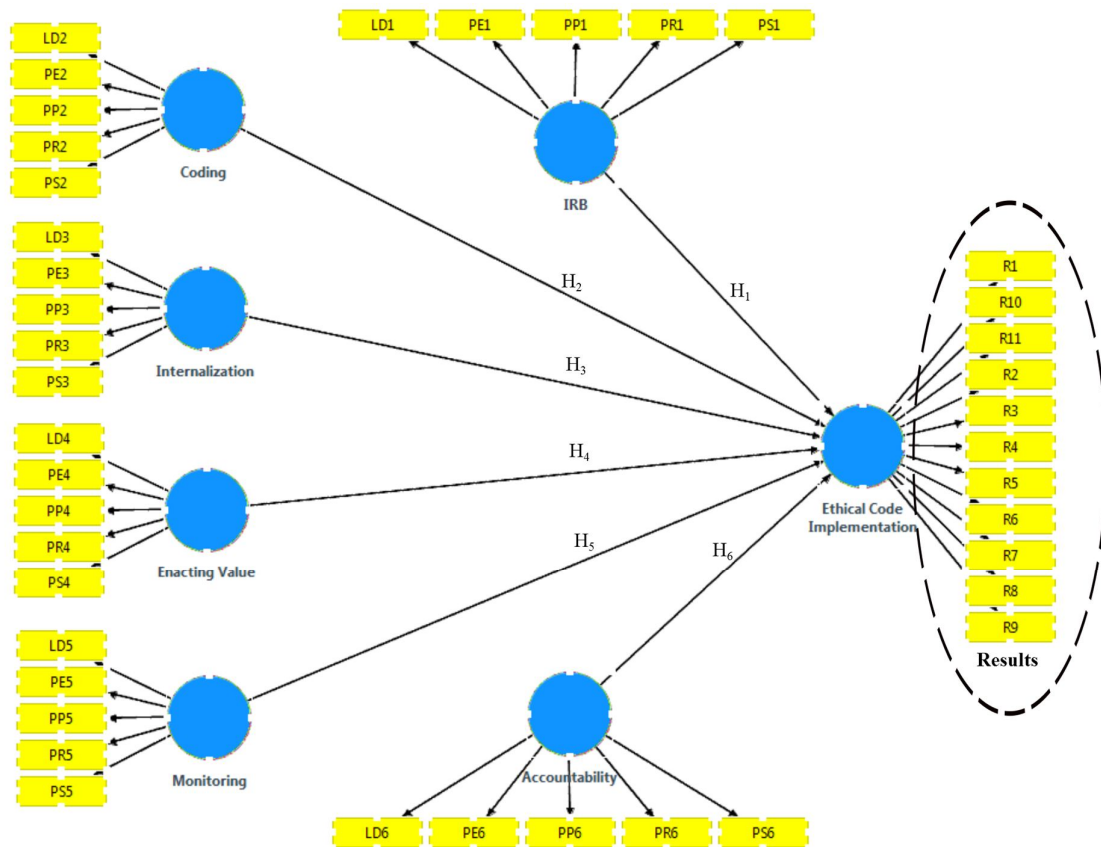 LD1
PE1
PP1
PR1
PS1
IRB
LD2
PE2
PP2
PR2
PS2
Coding
LD3
PE3
PP3
PR3
PS3
Internalization
LD4
PE4
PP4
PR4
PS4
Enacting Value
LD5
PE5
PP5
PR5
PS5
Monitoring
Accountability
LD6
PE6
PP6
PR6
PS6
H1
H2
H3
H4
H5
H6
Ethical Code
Implementation
R1
R10
R11
R2
R3
R4
R5
R6
R7
R8
R9
Results